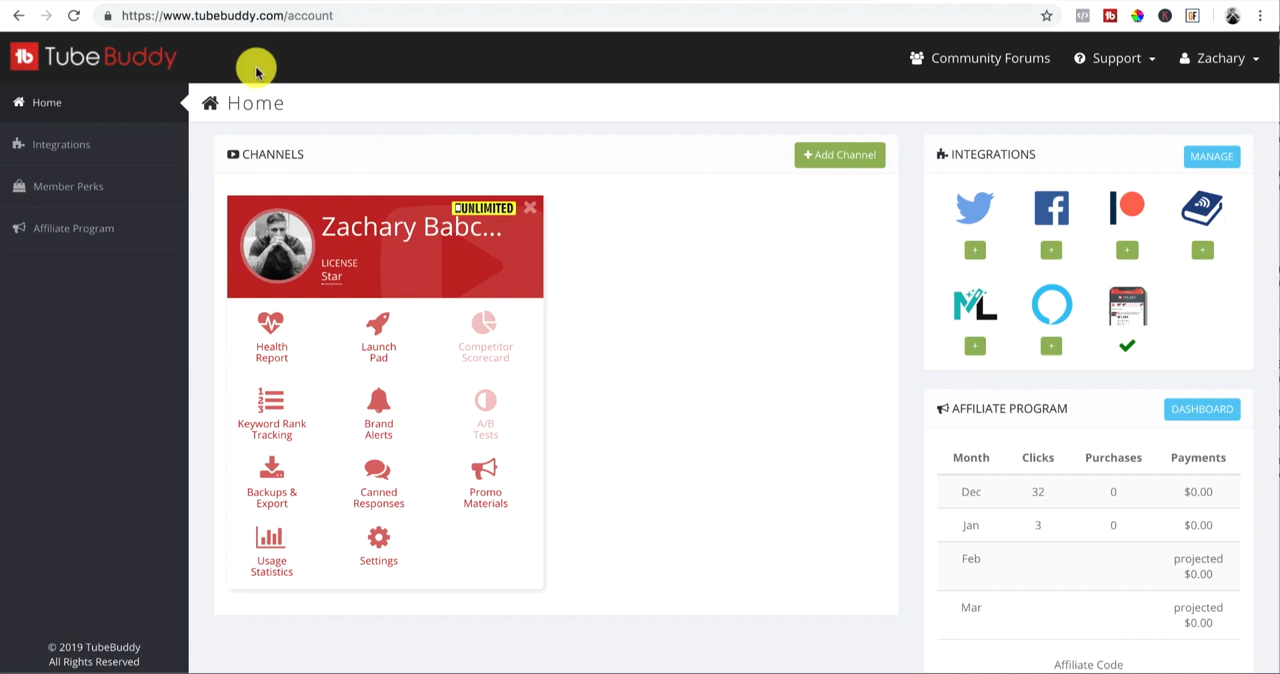 https://www.tubebuddy.com/account
tb TubeBuddy
Community Forums
Support
Zachary
Home
Integrations
Member Perks
Affiliate Program
© 2019 TubeBuddy
All Rights Reserved
Home
CHANNELS
+ Add Channel
UNLIMITED
Zachary Babc...
LICENSE
Star
Health
Report
Launch
Pad
Competitor
Scorecard
Keyword Rank
Tracking
Brand
Alerts
A/B
Tests
Backups &
Export
Canned
Responses
Promo
Materials
Usage
Statistics
Settings
INTEGRATIONS
MANAGE
+ + + +
ML
+ +
AFFILIATE PROGRAM
DASHBOARD
Month Clicks Purchases Payments
Dec 32 0 $0.00
Jan 3 0 $0.00
Feb projected
$0.00
Mar projected
$0.00
Affiliate Code